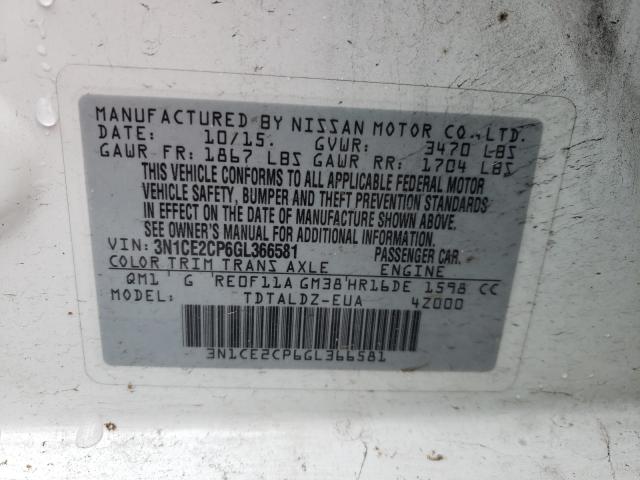 MANUFACTURED BY NISSAN MOTOR CO., LTD.
DATE: 10/15. GVWR: 3470 LBS
GAWR FR: 1867 LBS GAWR RR: 1704 LBS
THIS VEHICLE CONFORMS TO ALL APPLICABLE FEDERAL MOTOR
VEHICLE SAFETY, BUMPER AND THEFT PREVENTION STANDARDS
IN EFFECT ON THE DATE OF MANUFACTURE SHOWN ABOVE.
SEE OWNER'S MANUAL FOR ADDITIONAL INFORMATION.
VIN: 3N1CE2CP6GL366581 PASSENGER CAR.
COLOR TRIM TRANS AXLE ENGINE
QM1 G RE0F11A GM38 HR16DE 1598 CC
MODEL: TDTALDZ-EUA 4Z000
3N1CE2CP6GL366581